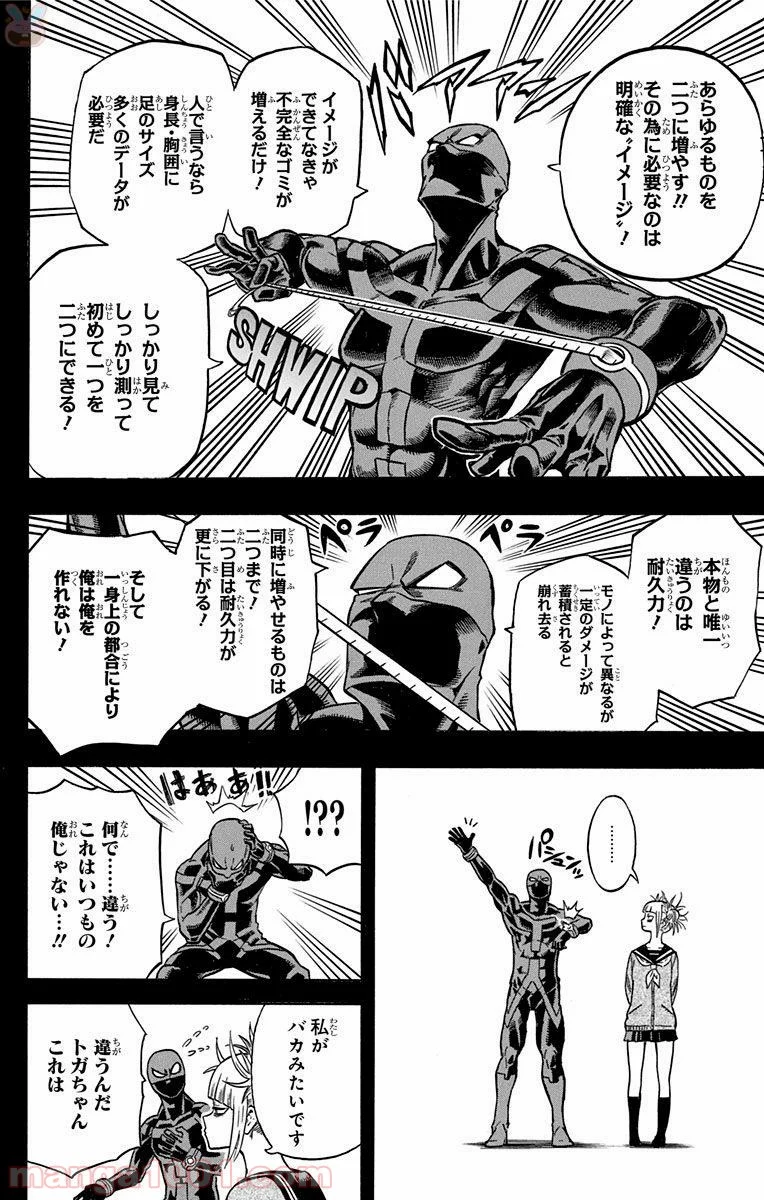 あらゆるものを
二つに増やす!!
その為に必要なのは
明確な〝イメージ〟!
イメージが
できてなきゃ
不完全なゴミが
増えるだけ!
人で言うなら
身長・胸囲に
足のサイズ
多くのデータが
必要だ
しっかり見て
しっかり測って
初めて一つを
二つにできる!
SHWIP
本物と唯一
違うのは
耐久力!
モノによって異なるが
一定のダメージが
蓄積されると
崩れ去る
ペラ
ペラ
同時に増やせるものは
二つまで!
二つ目は耐久力が
更に下がる!
そして
一身上の都合により
俺は俺を
作れない!
………
パシュンッ
!???
はぁぁ!!
何で……違う!
これはいつもの
俺じゃない…!!
私が
バカみたいです
違うんだ
トガちゃん
これは